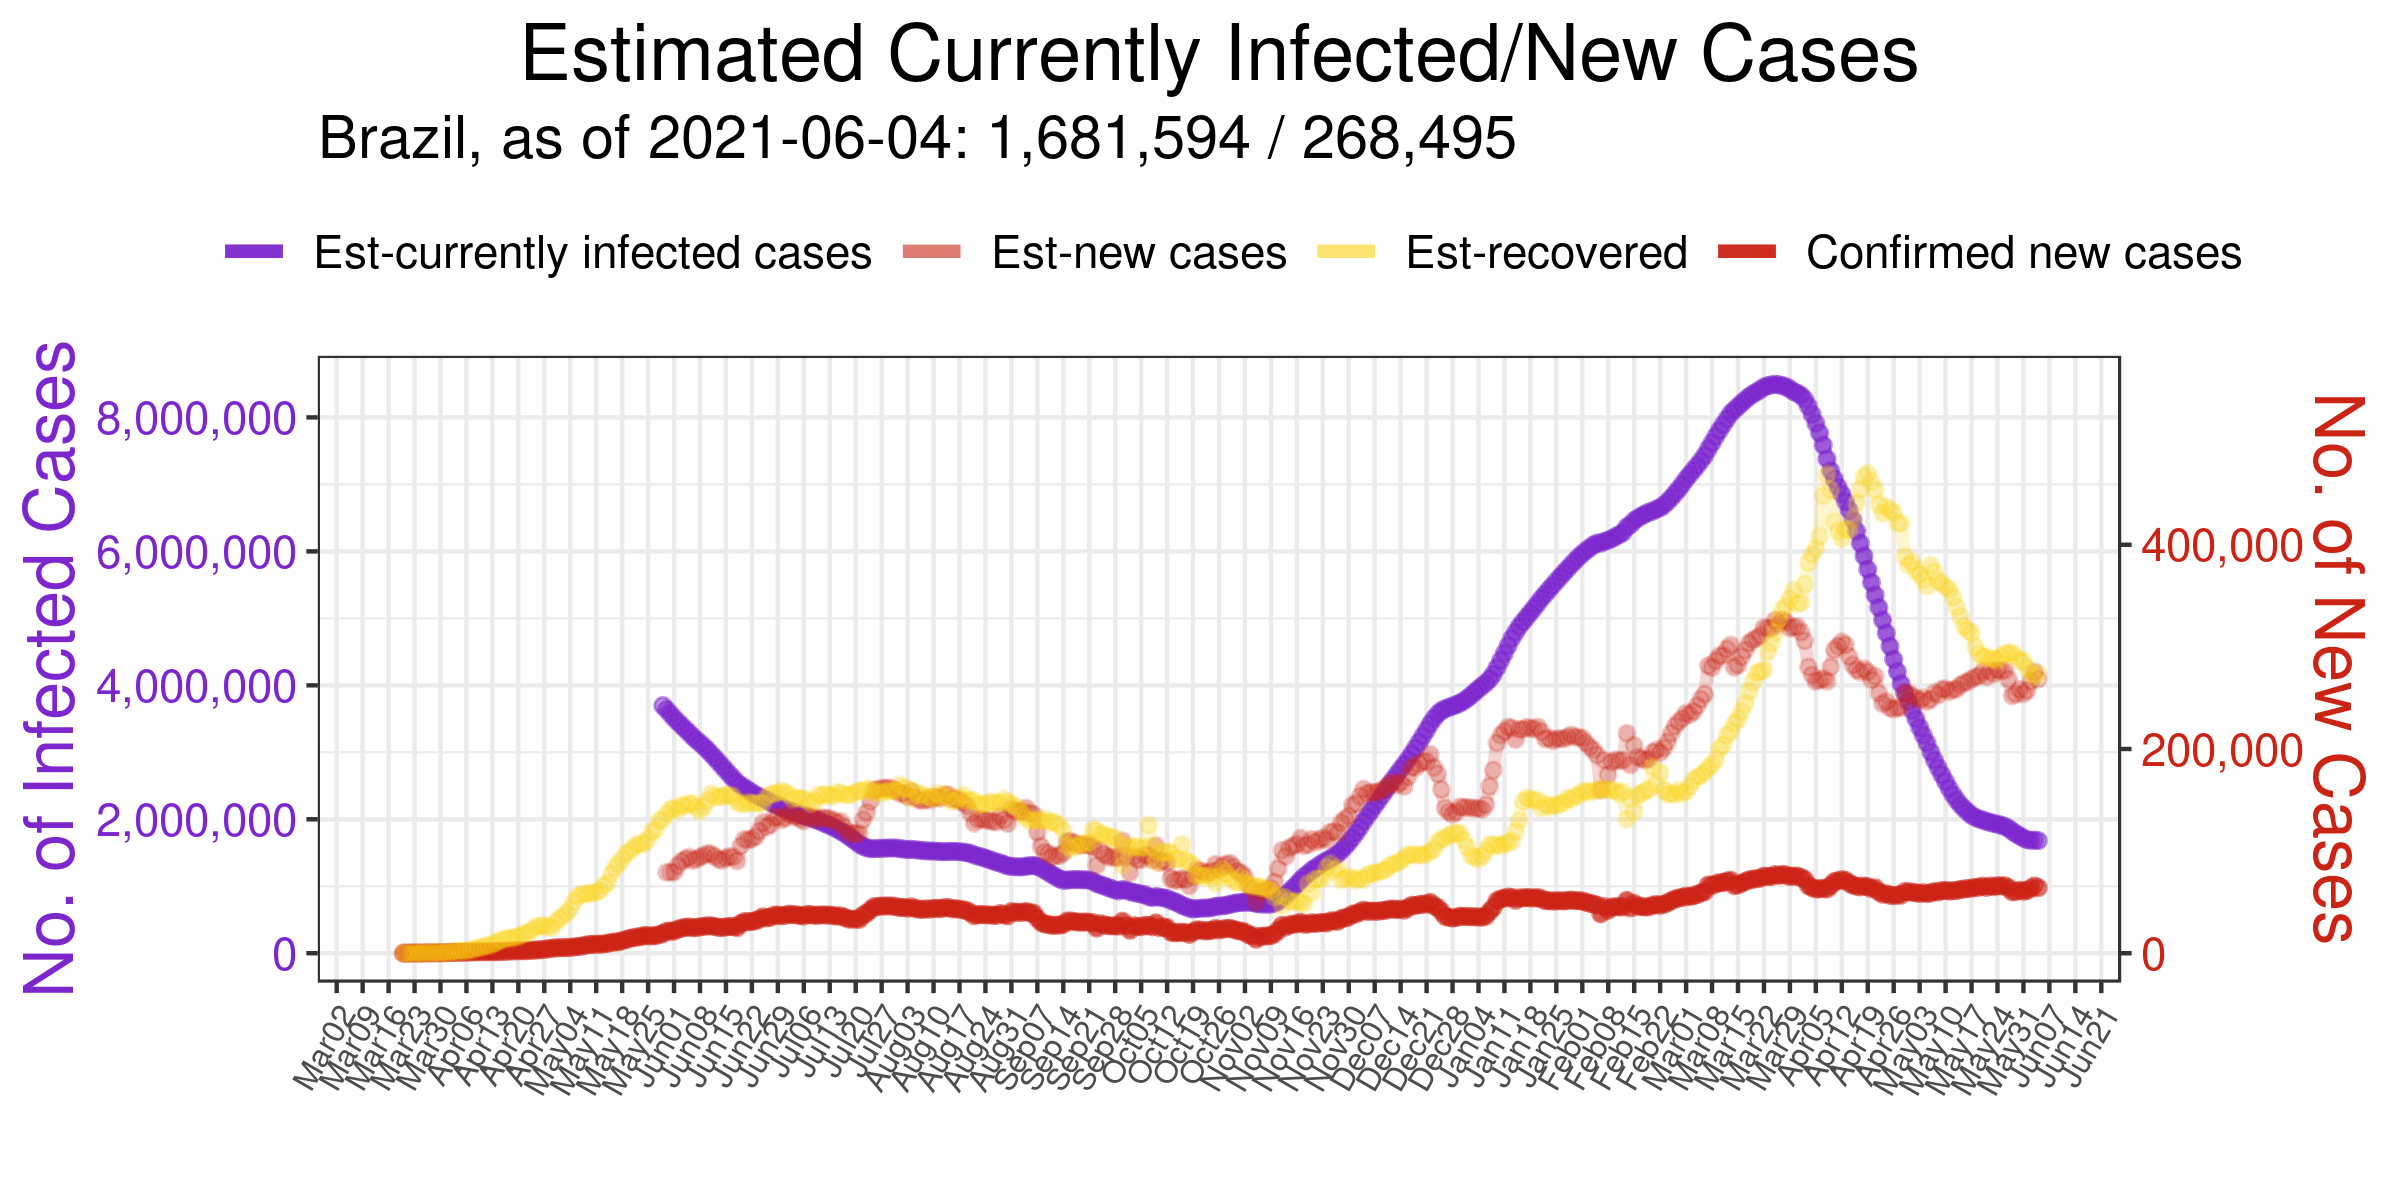 Estimated Currently Infected/New Cases
Brazil, as of 2021-06-04: 1,681,594 / 268,495
Est-currently infected cases Est-new cases Est-recovered Confirmed new cases
No. of Infected Cases
8,000,000
6,000,000
4,000,000
2,000,000
0
400,000
200,000
0
No. of New Cases
Mar02
Mar09
Mar16
Mar23
Mar30
Apr06
Apr13
Apr20
Apr27
May04
May11
May18
May25
Jun01
Jun08
Jun15
Jun22
Jun29
Jul06
Jul13
Jul20
Jul27
Aug03
Aug10
Aug17
Aug24
Aug31
Sep07
Sep14
Sep21
Sep28
Oct05
Oct12
Oct19
Oct26
Nov02
Nov09
Nov16
Nov23
Nov30
Dec07
Dec14
Dec21
Dec28
Jan04
Jan11
Jan18
Jan25
Feb01
Feb08
Feb15
Feb22
Mar01
Mar08
Mar15
Mar22
Mar29
Apr05
Apr12
Apr19
Apr26
May03
May10
May17
May24
May31
Jun07
Jun14
Jun21